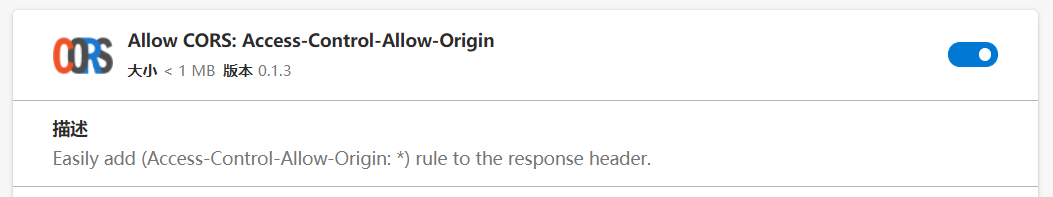 CORS
Allow CORS: Access-Control-Allow-Origin
大小 < 1 MB 版本 0.1.3
描述
Easily add (Access-Control-Allow-Origin: *) rule to the response header.